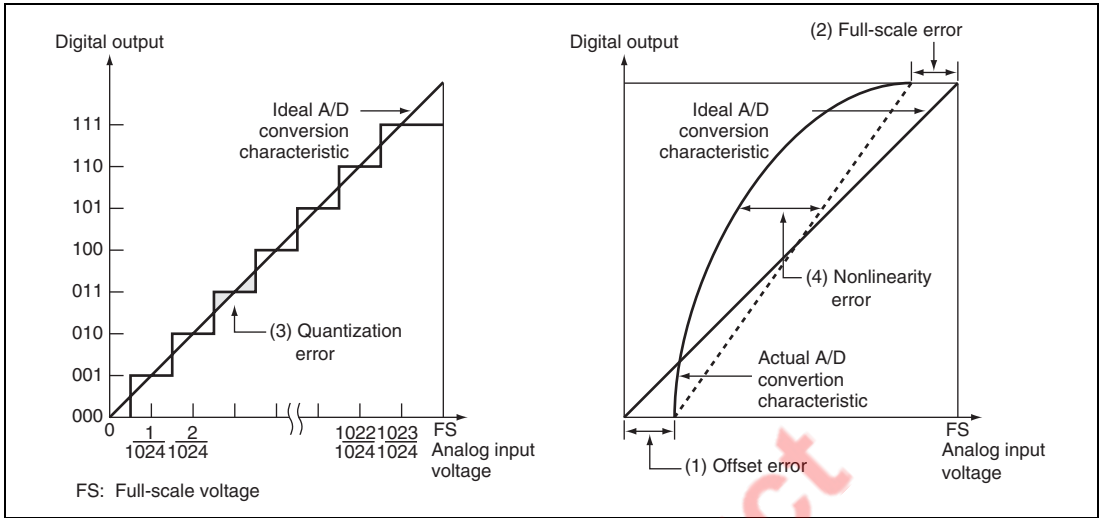 Digital output
111
110
101
100
011
010
001
000
Ideal A/D
conversion
characteristic
(3) Quantization
error
0
1
1024
2
1024
1022
1024
1023
1024
FS
Analog input
voltage
FS: Full-scale voltage
Digital output
(2) Full-scale error
Ideal A/D
conversion
characteristic
(4) Nonlinearity
error
Actual A/D
convertion
characteristic
FS
Analog input
voltage
(1) Offset error
ct